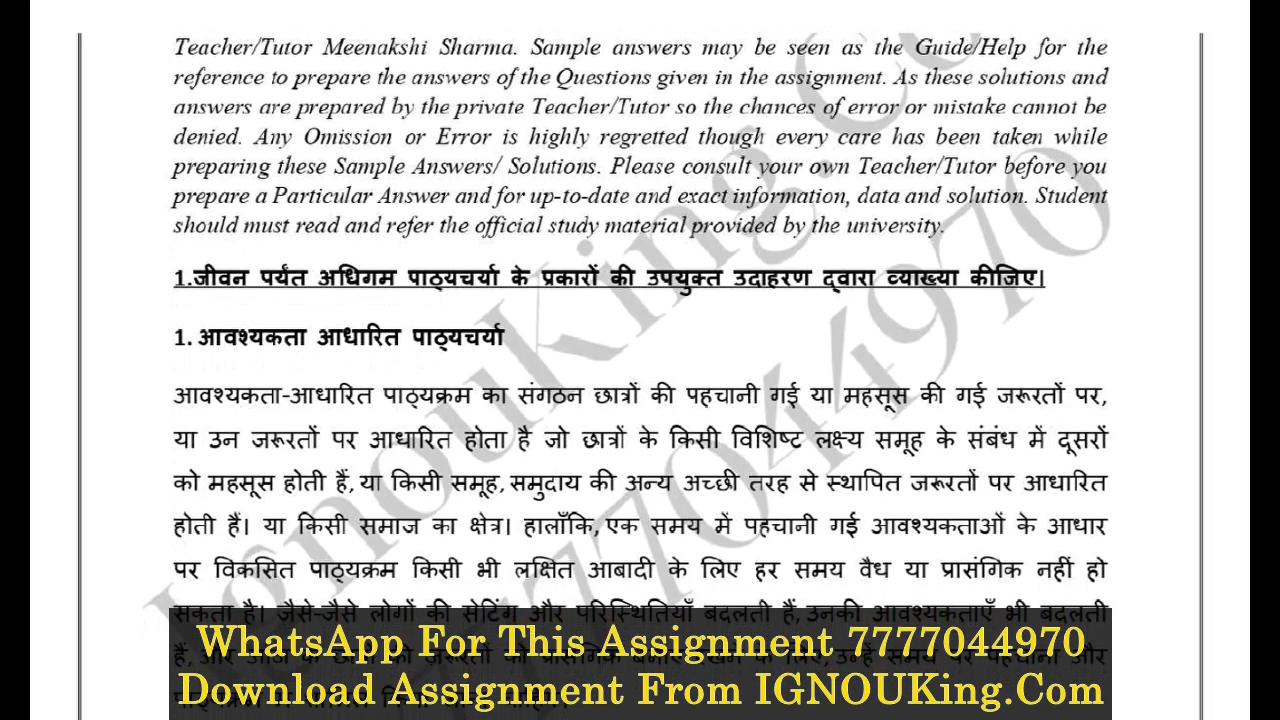 Teacher/Tutor Meenakshi Sharma. Sample answers may be seen as the Guide/Help for the
reference to prepare the answers of the Questions given in the assignment. As these solutions and
answers are prepared by the private Teacher/Tutor so the chances of error or mistake cannot be
denied. Any Omission or Error is highly regretted though every care has been taken while
preparing these Sample Answers/ Solutions. Please consult your own Teacher/Tutor before you
prepare a Particular Answer and for up-to-date and exact information, data and solution. Student
should must read and refer the official study material provided by the university.
1.जीवन पर्यंत अधिगम पाठ्यचर्या के प्रकारों की उपयुक्त उदाहरण द्वारा व्याख्या कीजिए।
1. आवश्यकता आधारित पाठ्यचर्या
आवश्यकता-आधारित पाठ्यक्रम का संगठन छात्रों की पहचानी गई या महसूस की गई जरूरतों पर,
या उन जरूरतों पर आधारित होता है जो छात्रों के किसी विशिष्ट लक्ष्य समूह के संबंध में दूसरों
को महसूस होती हैं, या किसी समूह, समुदाय की अन्य अच्छी तरह से स्थापित जरूरतों पर आधारित
होती हैं। या किसी समाज का क्षेत्र। हालाँकि, एक समय में पहचानी गई आवश्यकताओं के आधार
पर विकसित पाठ्यक्रम किसी भी लक्षित आबादी के लिए हर समय वैध या प्रासंगिक नहीं हो
सकता है। जैसे-जैसे लोगों की सेटिंग और परिस्थितियाँ बदलती हैं, उनकी आवश्यकताएँ भी बदलती
WhatsApp For This Assignment 7777044970
Download Assignment From IGNOUKing.Com